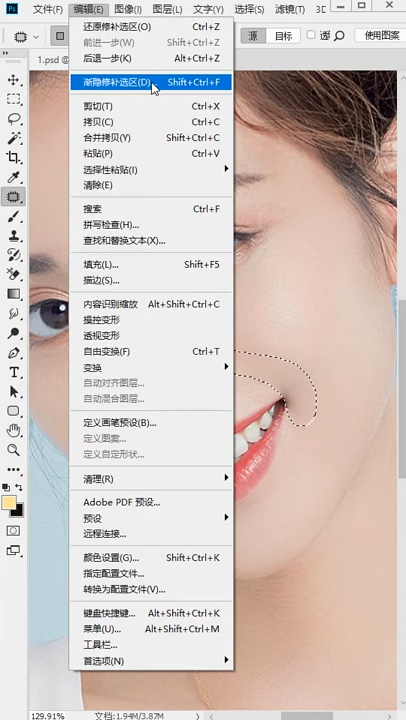 Ps 文件(F) 编辑(E) 图像(I) 图层(L) 文字(Y) 选择(S) 滤镜(T) 3D
源 目标 使用图案
1.psd
还原修补选区(O) Ctrl+Z
前进一步(W) Shift+Ctrl+Z
后退一步(K) Alt+Ctrl+Z
渐隐修补选区(D)... Shift+Ctrl+F
剪切(T) Ctrl+X
拷贝(C) Ctrl+C
合并拷贝(Y) Shift+Ctrl+C
粘贴(P) Ctrl+V
选择性粘贴(I)
清除(E)
搜索 Ctrl+F
拼写检查(H)...
查找和替换文本(X)...
填充(L)... Shift+F5
描边(S)...
内容识别缩放 Alt+Shift+Ctrl+C
操控变形
透视变形
自由变换(F) Ctrl+T
变换
自动对齐图层...
自动混合图层...
定义画笔预设(B)...
定义图案...
定义自定形状...
清理(R)
Adobe PDF 预设...
预设
远程连接...
颜色设置(G)... Shift+Ctrl+K
指定配置文件...
转换为配置文件(V)...
键盘快捷键... Alt+Shift+Ctrl+K
菜单(U)... Alt+Shift+Ctrl+M
工具栏...
首选项(N)
129.91% 文档:1.94M/3.87M